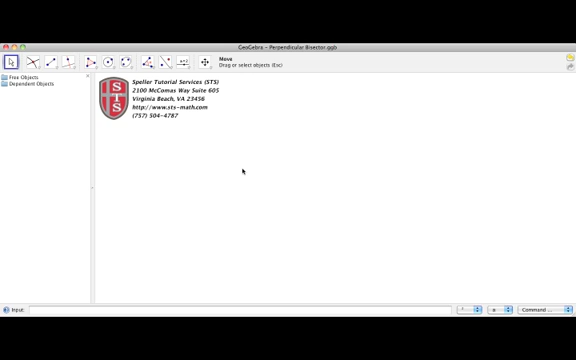 GeoGebra - Perpendicular Bisector.ggb
Move
Drag or select objects (Esc)
Free Objects
Dependent Objects
STS
Speller Tutorial Services (STS)
2100 McComas Way Suite 605
Virginia Beach, VA 23456
http://www.sts-math.com
(757) 504-4787
Input:
Command ...